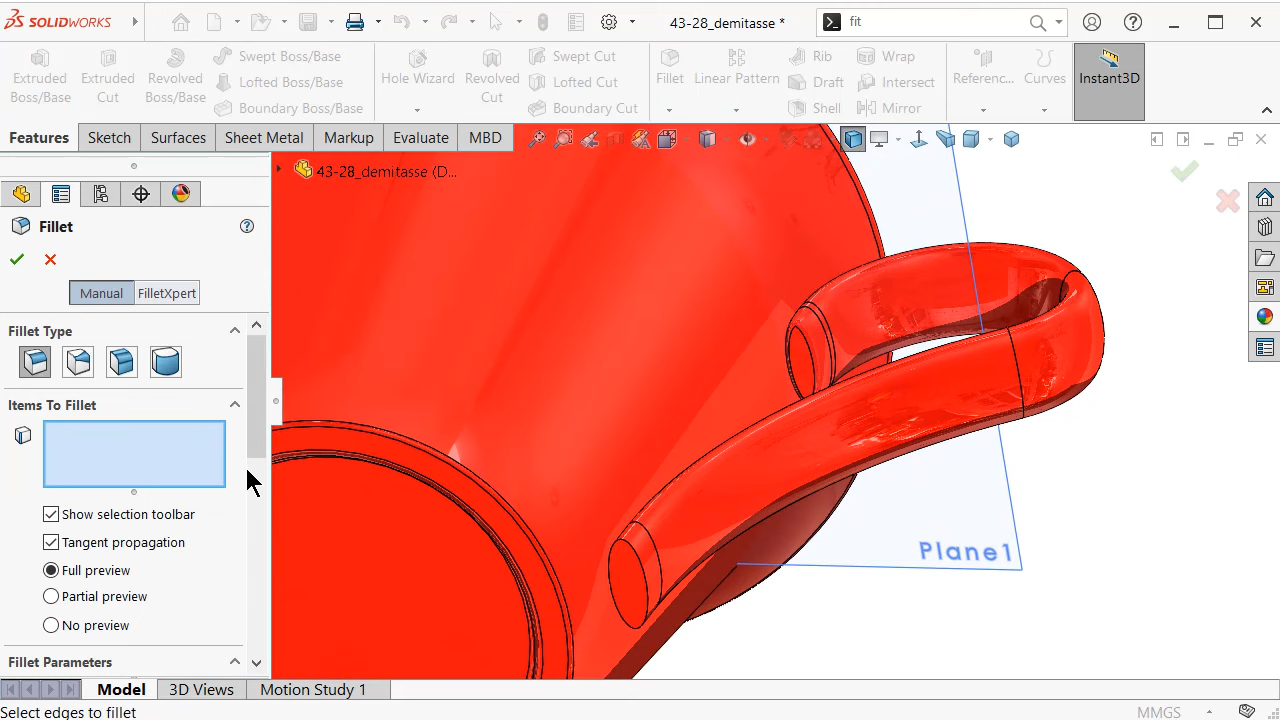 SOLIDWORKS
43-28_demitasse *
fit
Extruded Boss/Base
Extruded Cut
Revolved Boss/Base
Swept Boss/Base
Lofted Boss/Base
Boundary Boss/Base
Hole Wizard
Revolved Cut
Swept Cut
Lofted Cut
Boundary Cut
Fillet
Linear Pattern
Rib
Draft
Shell
Wrap
Intersect
Mirror
Referenc...
Curves
Instant3D
Features
Sketch
Surfaces
Sheet Metal
Markup
Evaluate
MBD
43-28_demitasse (D...
Fillet
Manual
FilletXpert
Fillet Type
Items To Fillet
Show selection toolbar
Tangent propagation
Full preview
Partial preview
No preview
Fillet Parameters
Plane1
Model
3D Views
Motion Study 1
Select edges to fillet
MMGS